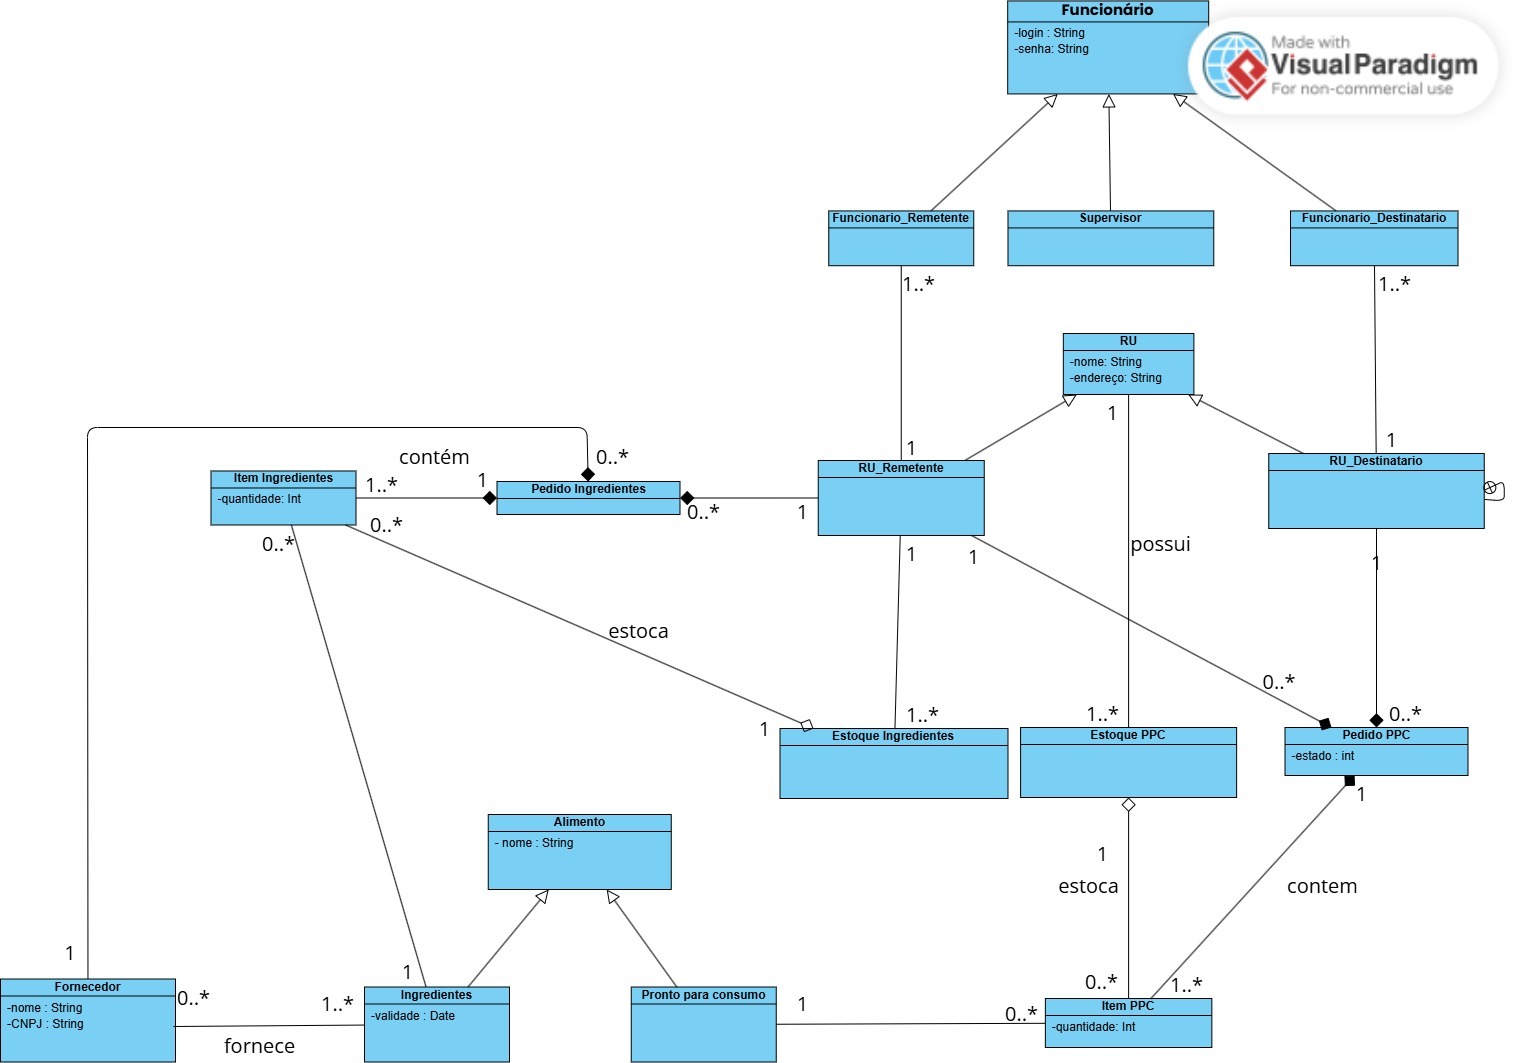 Funcionário
-login : String
-senha: String
Made with
Visual Paradigm
For non-commercial use
Funcionario_Remetente
Supervisor
Funcionario_Destinatario
1..*
1..*
RU
-nome: String
-endereço: String
1
1
1
RU_Remetente
RU_Destinatario
contém
0..*
Item Ingredientes
-quantidade: Int
1..*
1
Pedido Ingredientes
0..*
1
0..*
0..*
1
1
possui
1
estoca
0..*
1
1..*
1..*
0..*
Estoque Ingredientes
Estoque PPC
Pedido PPC
-estado : int
1
Alimento
- nome : String
1
estoca
contem
1
1
0..*
1..*
Fornecedor
-nome : String
-CNPJ : String
0..*
1..*
fornece
Ingredientes
-validade : Date
Pronto para consumo
1
0..*
Item PPC
-quantidade: Int